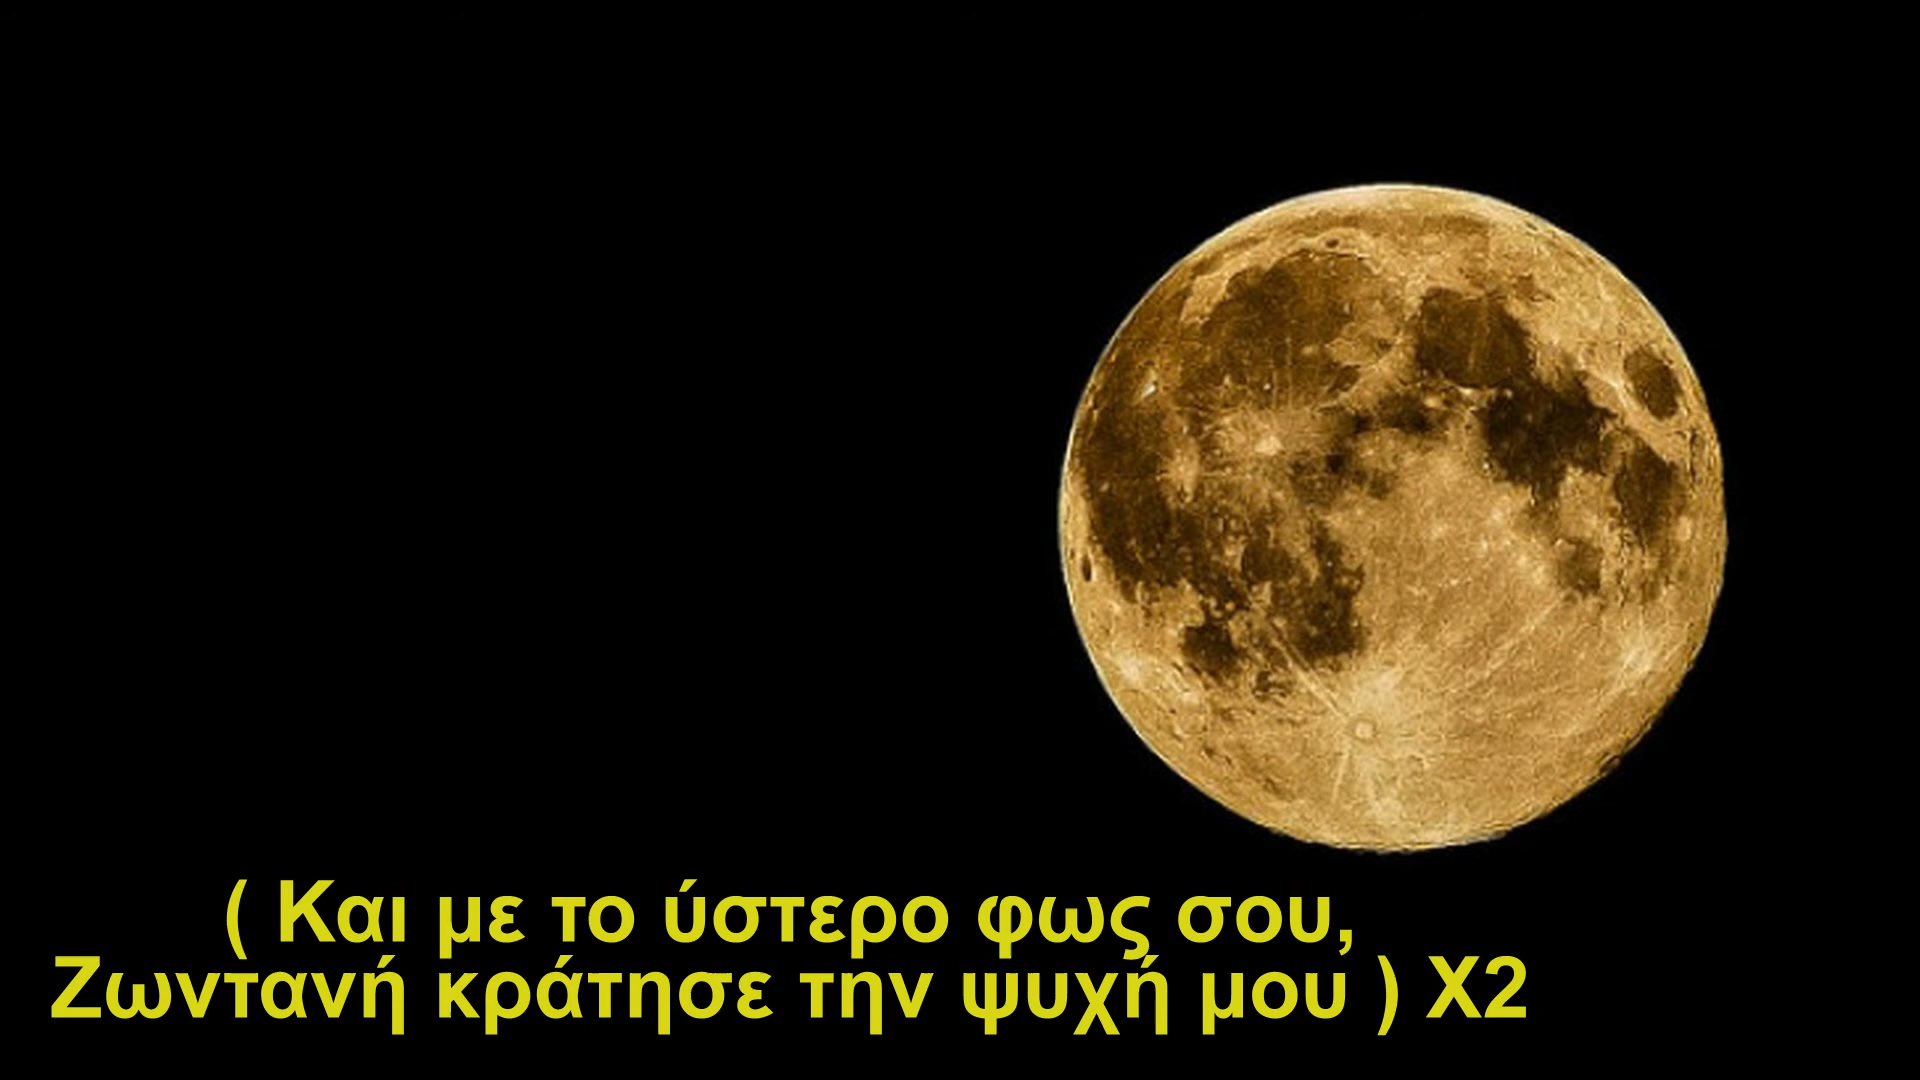 ( Και με το ύστερο φως σου,
Ζωντανή κράτησε την ψυχή μου ) Χ2